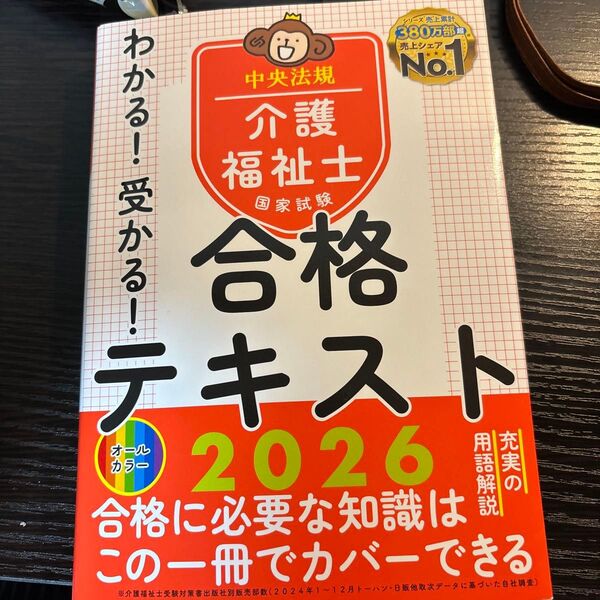 わかる!受かる!
中央法規
介護
福祉士
国家試験
シリーズ売上累計
380万部超
売上シェア
No.1
合格
テキスト
オール
カラー
2026
充実の
用語解説
合格に必要な知識は
この一冊でカバーできる
※介護福祉士受験対策書出版社別販売部数(2024年1~12月トーハン・日販他取次データに基づいた自社調査)